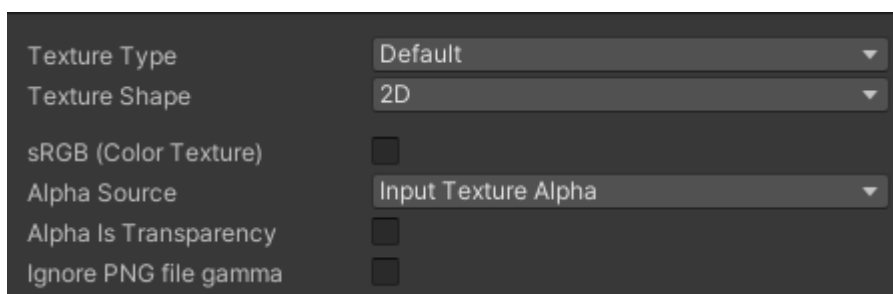 Texture Type Default
Texture Shape 2D
sRGB (Color Texture)
Alpha Source Input Texture Alpha
Alpha Is Transparency
Ignore PNG file gamma